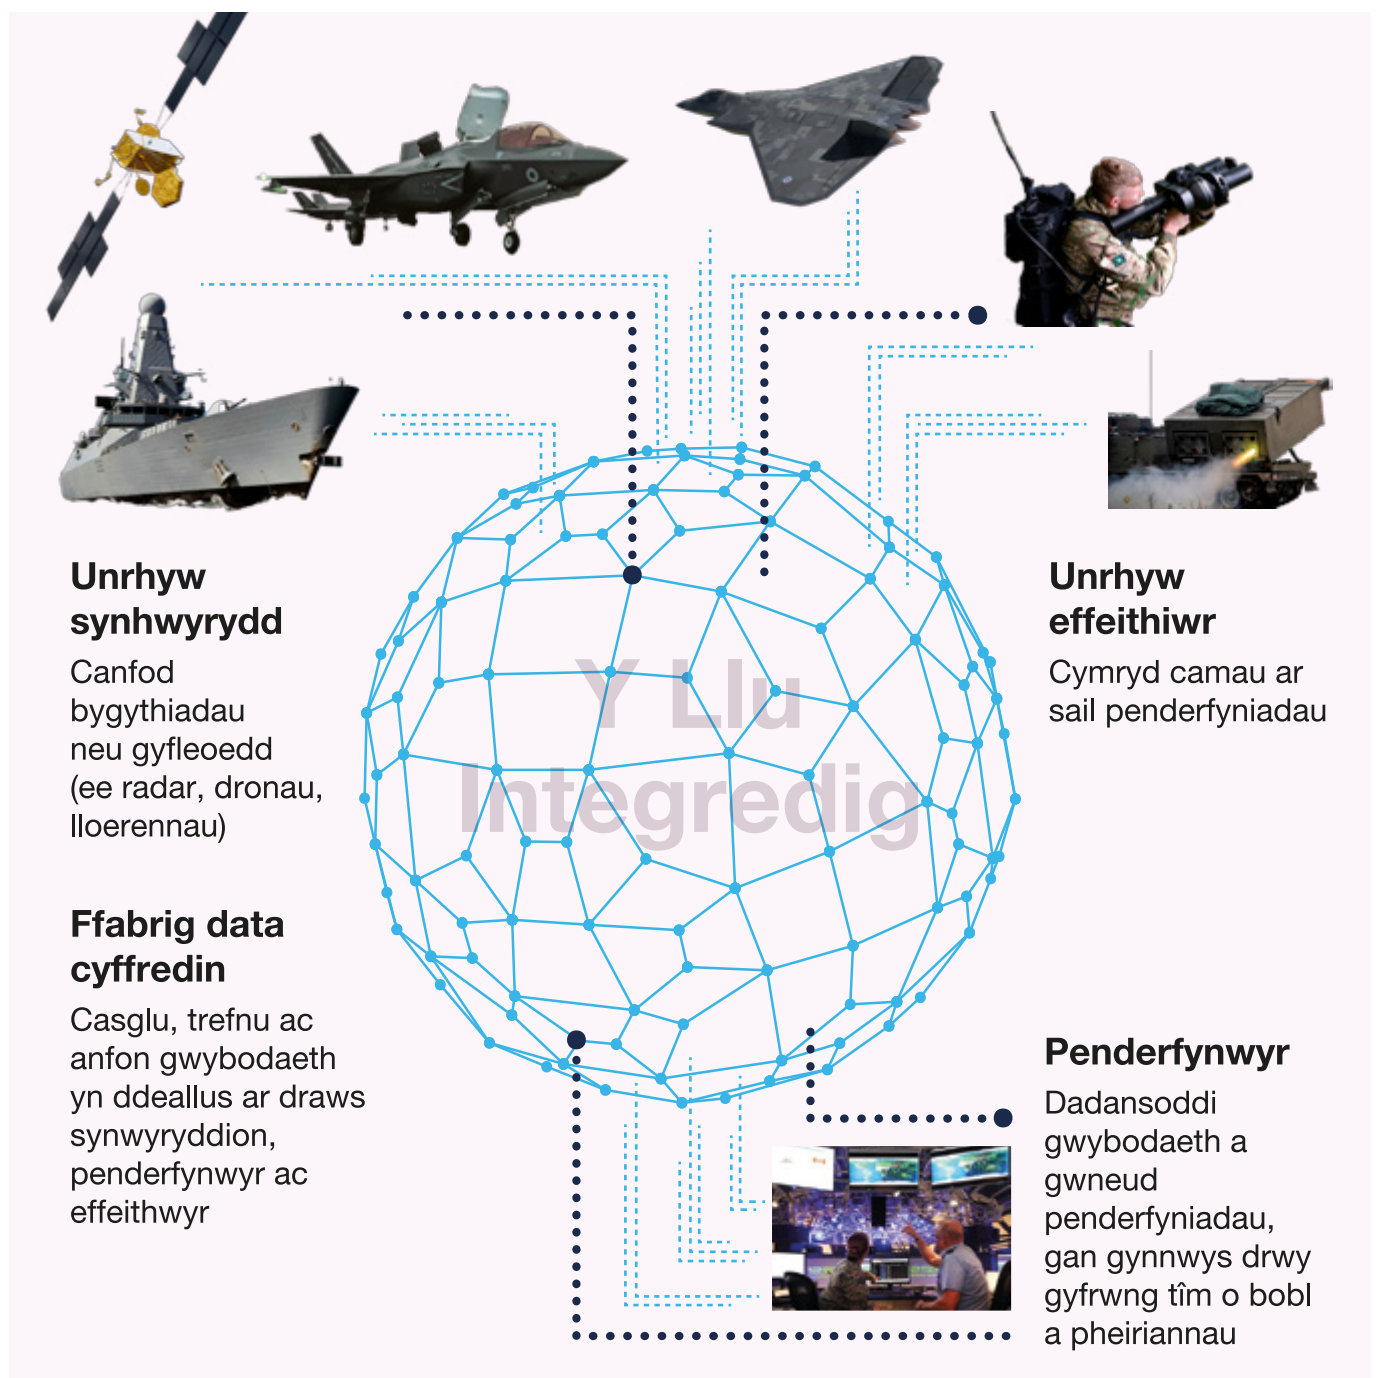 Unrhyw
synhwyrydd
Canfod
bygythiadau
neu gyfleoedd
(ee radar, dronau,
lloerennau)
Ffabrig data
cyffredin
Casglu, trefnu ac
anfon gwybodaeth
yn ddeallus ar draws
synwyryddion,
penderfynwyr ac
effeithwyr
Y Llu
Integredig
Unrhyw
effeithiwr
Cymryd camau ar
sail penderfyniadau
Penderfynwyr
Dadansoddi
gwybodaeth a
gwneud
penderfyniadau,
gan gynnwys drwy
gyfrwng tîm o bobl
a pheiriannau